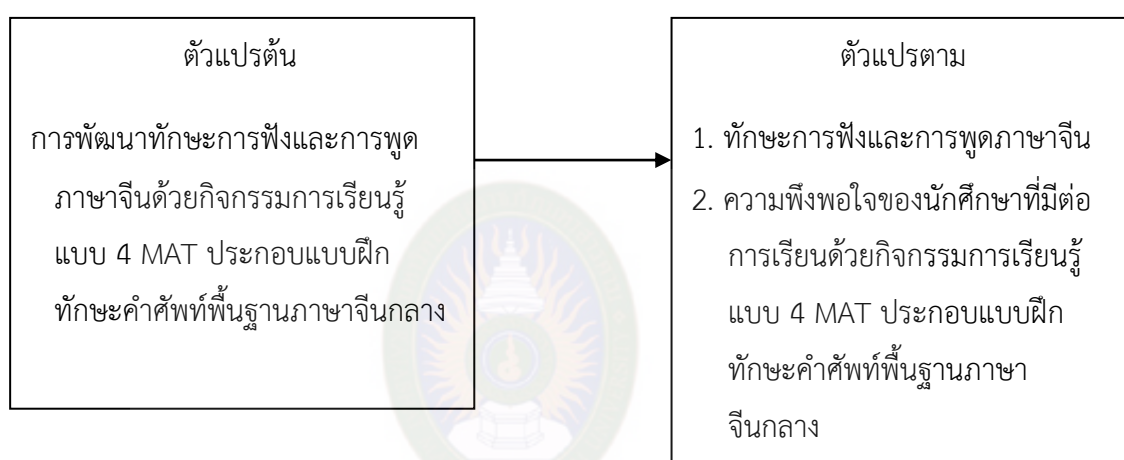 ตัวแปรต้น
การพัฒนาทักษะการฟังและการพูด
ภาษาจีนด้วยกิจกรรมการเรียนรู้
แบบ 4 MAT ประกอบแบบฝึก
ทักษะคำศัพท์พื้นฐานภาษาจีนกลาง
ตัวแปรตาม
1. ทักษะการฟังและการพูดภาษาจีน
2. ความพึงพอใจของนักศึกษาที่มีต่อ
การเรียนด้วยกิจกรรมการเรียนรู้
แบบ 4 MAT ประกอบแบบฝึก
ทักษะคำศัพท์พื้นฐานภาษา
จีนกลาง